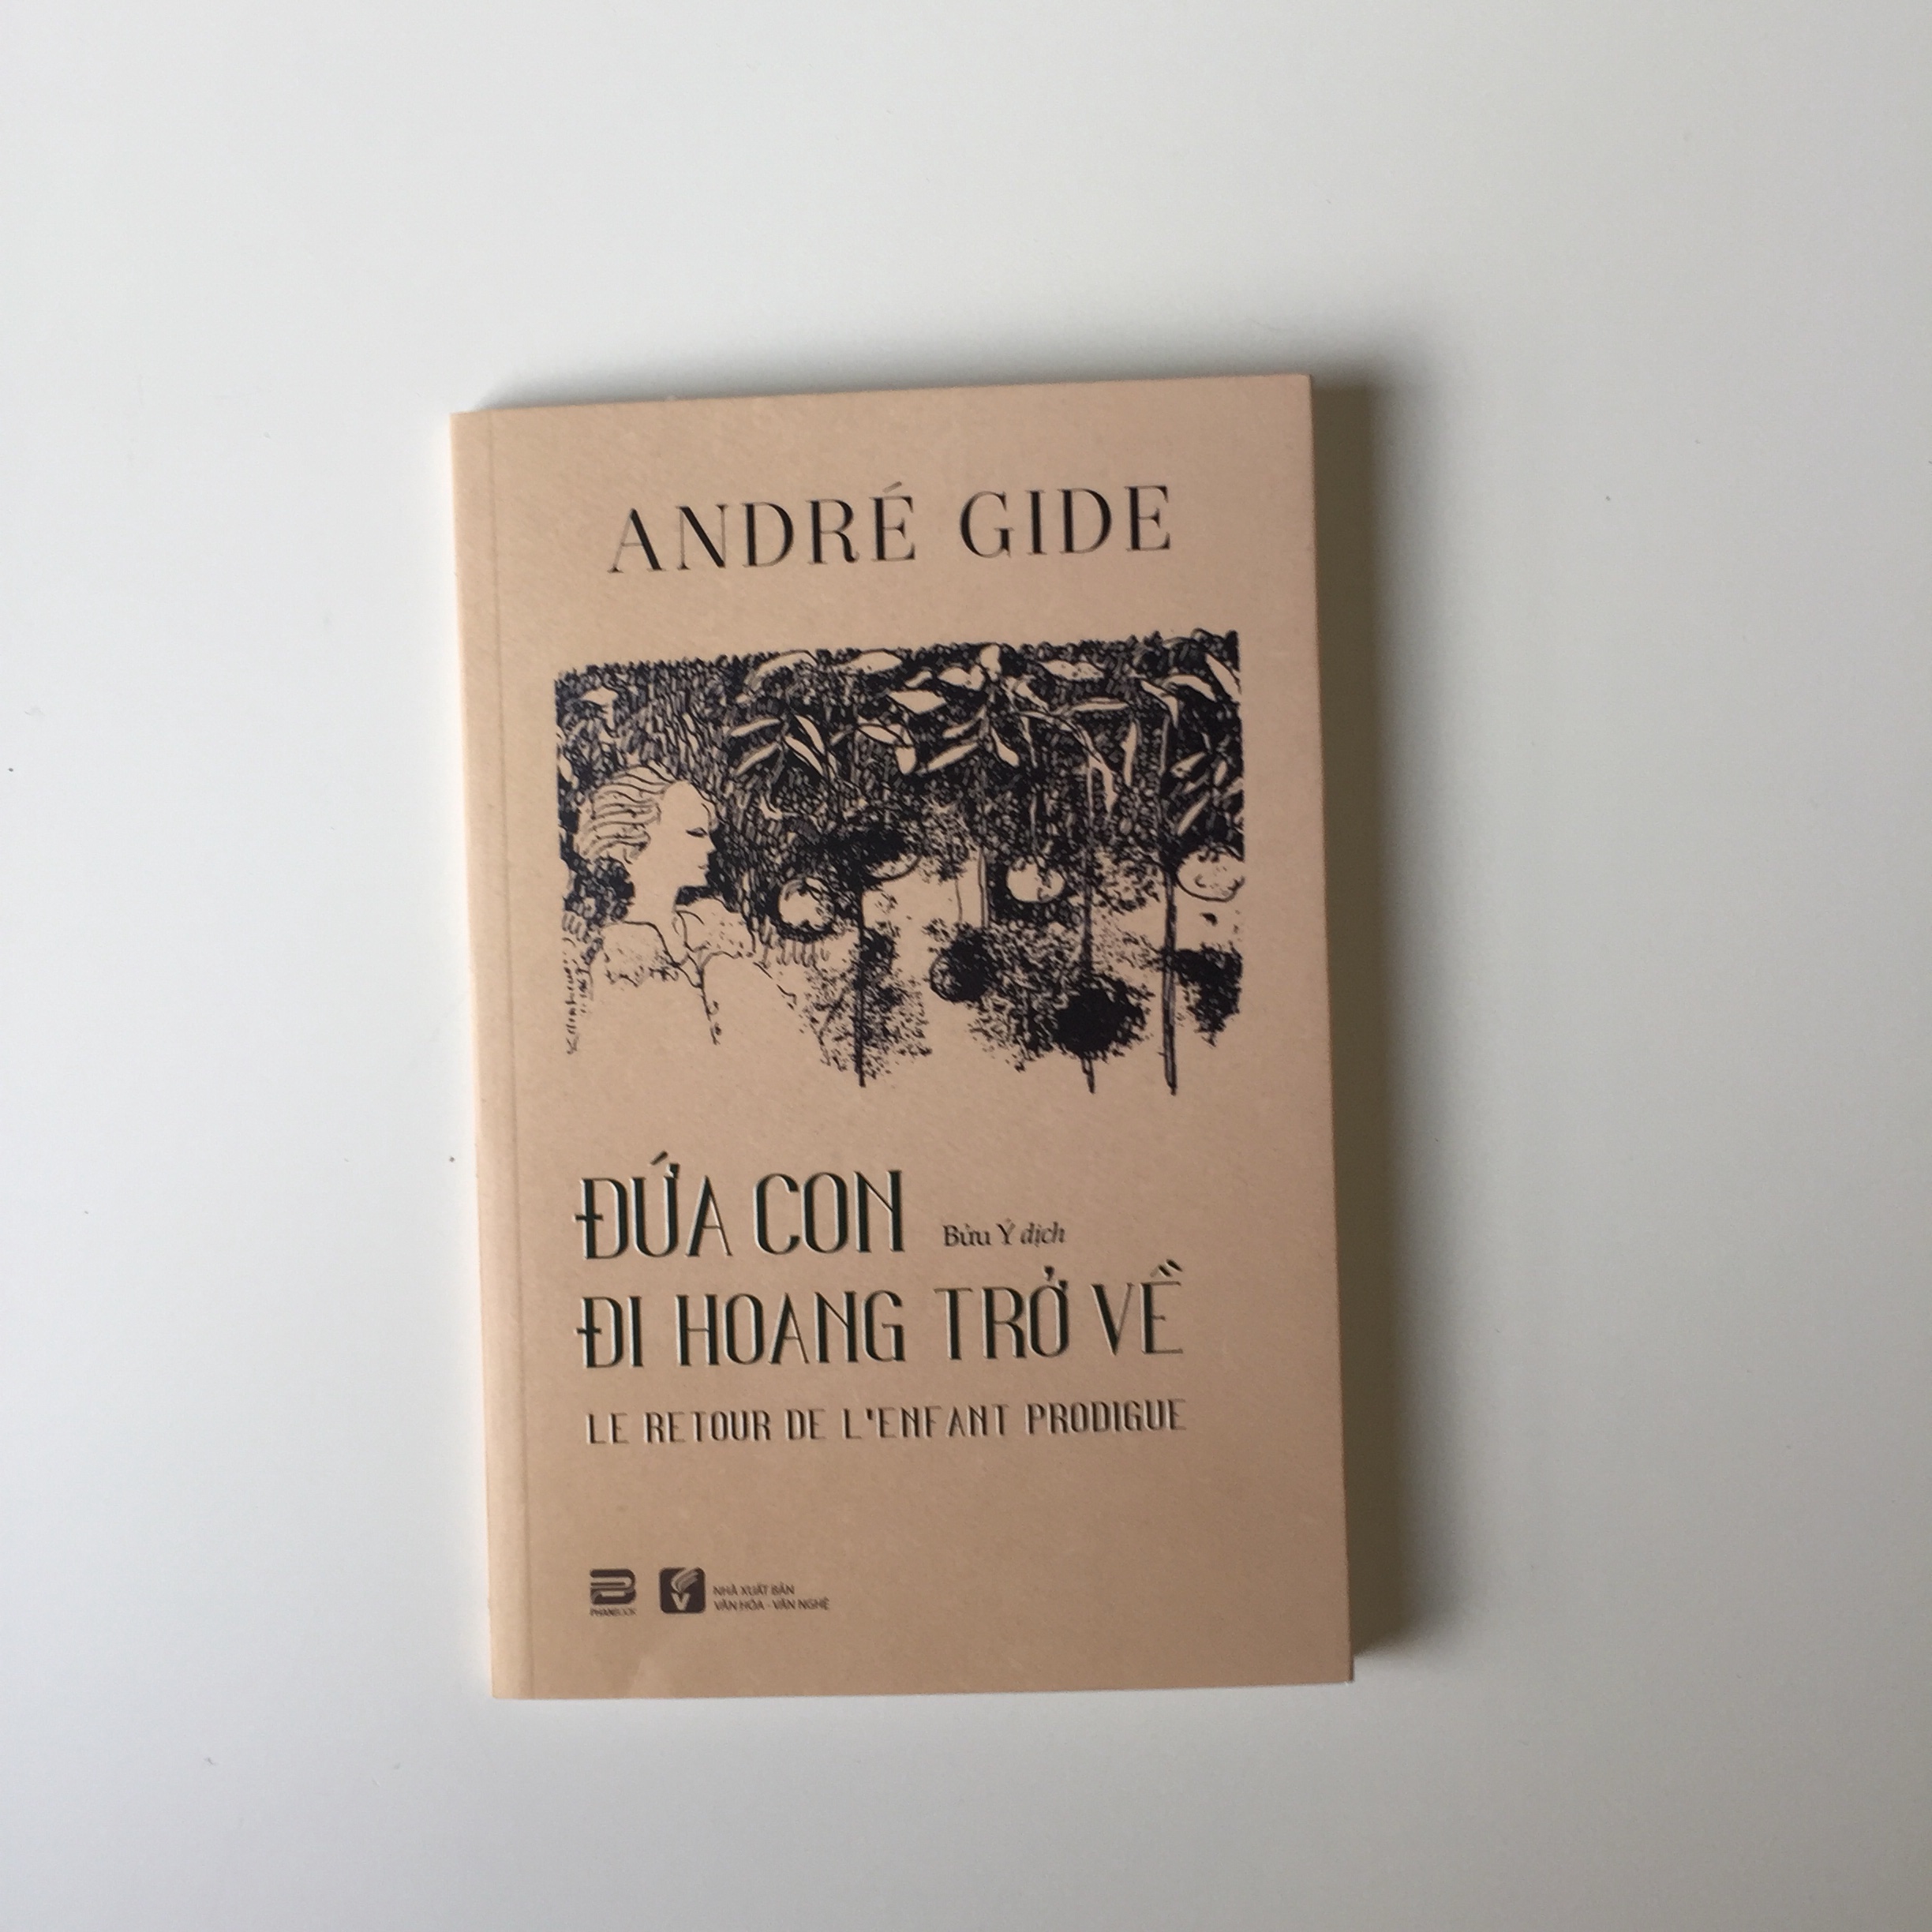 ANDRÉ GIDE
ĐỨA CON
Bửu Ý dịch
ĐI HOANG TRỞ VỀ
LE RETOUR DE L'ENFANT PRODIGUE
PHANBOOK
NHÀ XUẤT BẢN
VĂN HÓA - VĂN NGHỆ